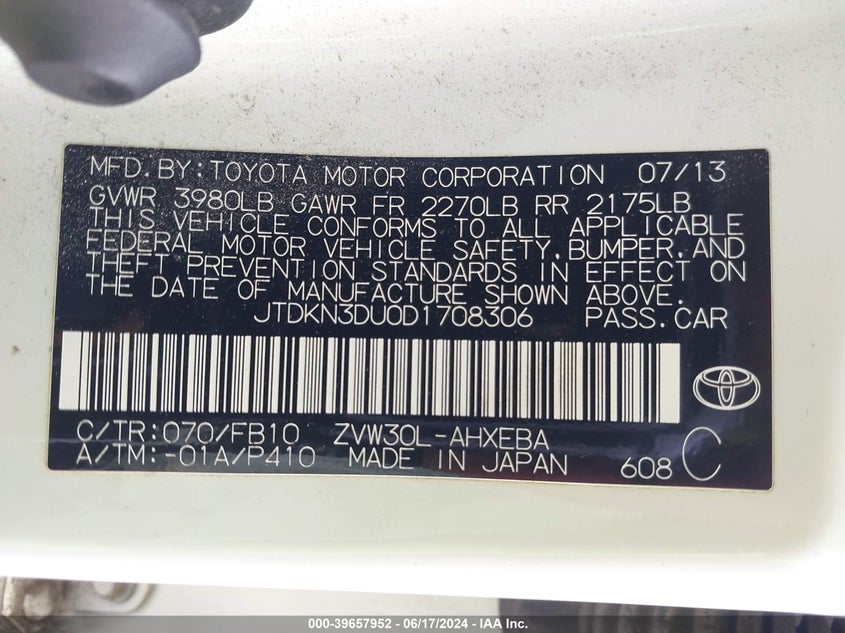 MFD.BY:TOYOTA MOTOR CORPORATION 07/13
GVWR 3980LB GAWR FR 2270LB RR 2175LB
THIS VEHICLE CONFORMS TO ALL APPLICABLE
FEDERAL MOTOR VEHICLE SAFETY,BUMPER,AND
THEFT PREVENTION STANDARDS IN EFFECT ON
THE DATE OF MANUFACTURE SHOWN ABOVE.
JTDKN3DU0D1708306 PASS.CAR
C/TR:070/FB10 ZVW30L-AHXEBA
A/TM:-01A/P410 MADE IN JAPAN 608 C
000-39657952 - 06/17/2024 - IAA Inc.